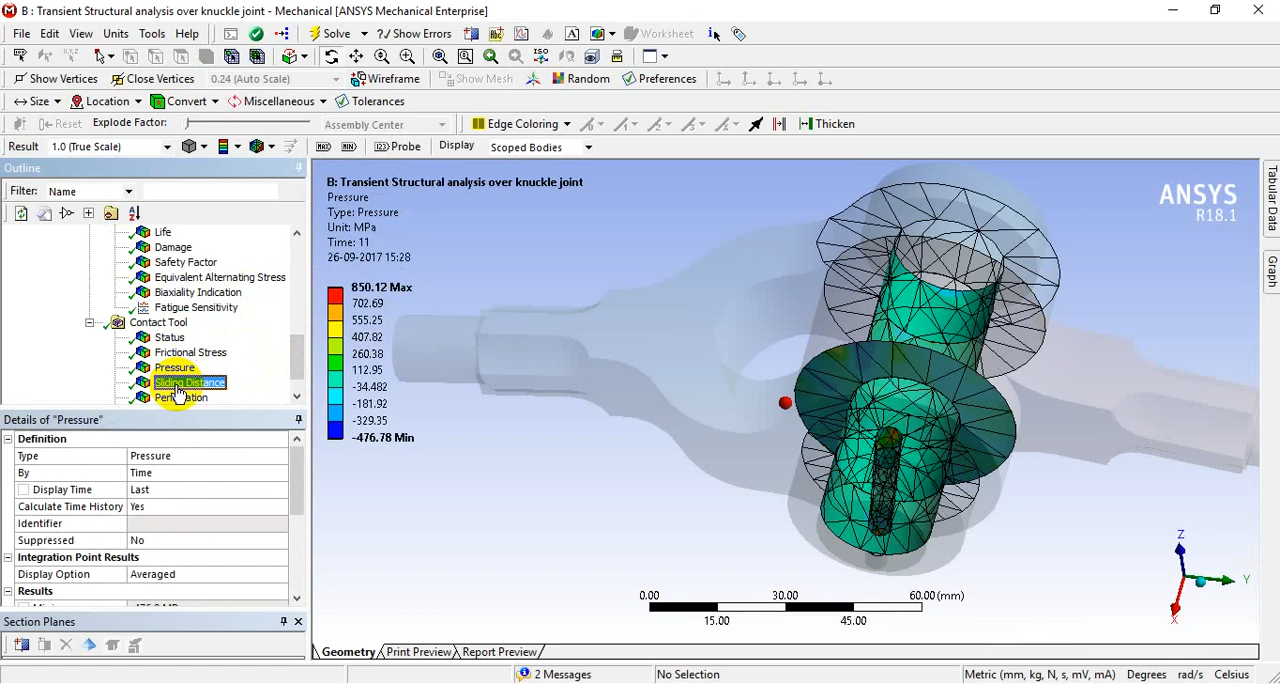 B : Transient Structural analysis over knuckle joint - Mechanical [ANSYS Mechanical Enterprise]
File Edit View Units Tools Help Solve ?/ Show Errors A Worksheet i
Show Vertices Close Vertices 0.24 (Auto Scale) Wireframe Show Mesh Random Preferences
Size Location Convert Miscellaneous Tolerances
Reset Explode Factor: Assembly Center Edge Coloring Thicken
Result 1.0 (True Scale) MAX MIN Probe Display Scoped Bodies
Outline
Filter: Name
Life
Damage
Safety Factor
Equivalent Alternating Stress
Biaxiality Indication
Fatigue Sensitivity
Contact Tool
Status
Frictional Stress
Pressure
Sliding Distance
Details of "Pressure"
Definition
Type Pressure
By Time
Display Time Last
Calculate Time History Yes
Identifier
Suppressed No
Integration Point Results
Display Option Averaged
Results
Section Planes
B: Transient Structural analysis over knuckle joint
Pressure
Type: Pressure
Unit: MPa
Time: 11
26-09-2017 15:28
850.12 Max
702.69
555.25
407.82
260.38
112.95
-34.482
-181.92
-329.35
-476.78 Min
ANSYS
R18.1
0.00 30.00 60.00 (mm)
15.00 45.00
Z
Y
X
Tabular Data
Graph
Geometry Print Preview Report Preview
2 Messages No Selection Metric (mm, kg, N, s, mV, mA) Degrees rad/s Celsius